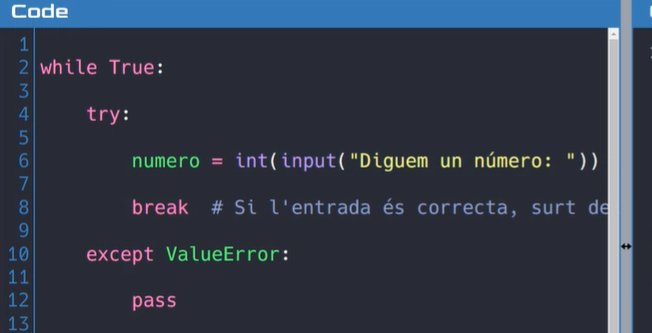 Code
1
2 while True:
3
4 try:
5
6 numero = int(input("Diguem un número: "))
7
8 break # Si l'entrada és correcta, surt de
9
10 except ValueError:
11
12 pass
13